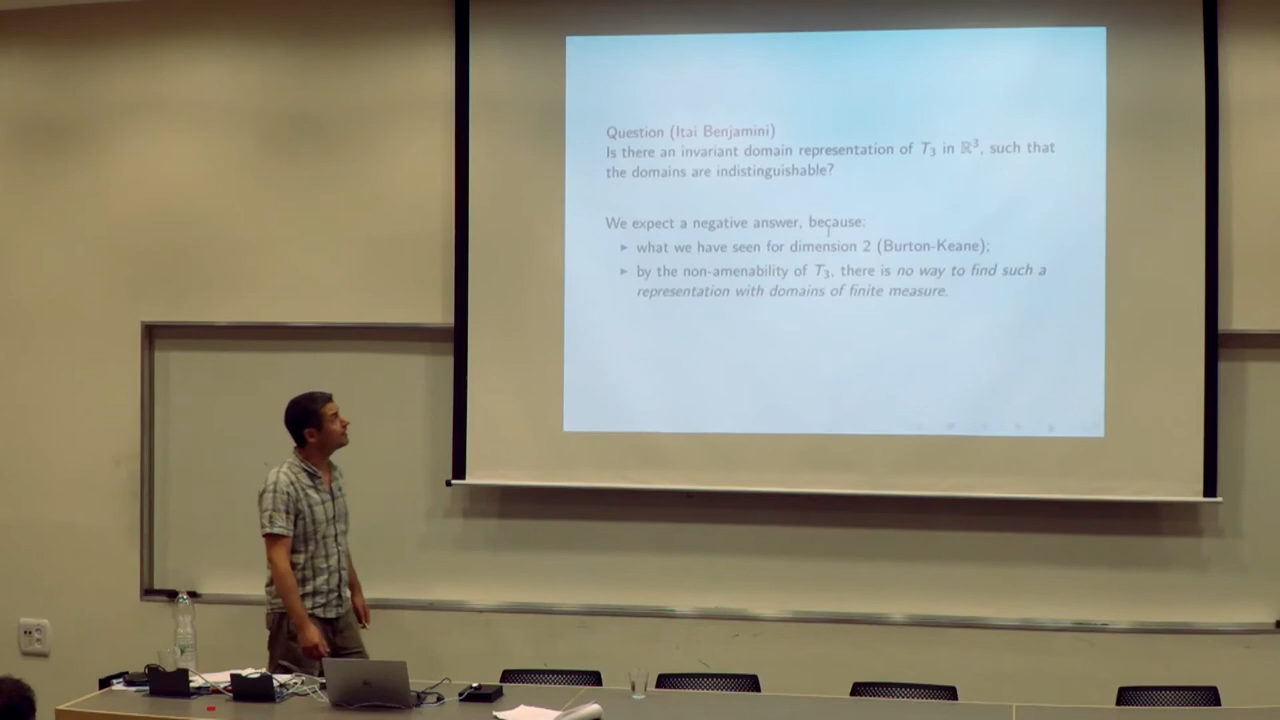 Question (Itai Benjamini)
Is there an invariant domain representation of T₃ in ℝ³, such that
the domains are indistinguishable?
We expect a negative answer, because:
▸ what we have seen for dimension 2 (Burton-Keane);
▸ by the non-amenability of T₃, there is no way to find such a
representation with domains of finite measure.